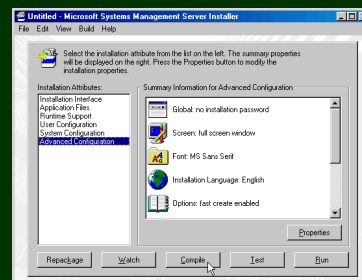 Untitled - Microsoft Systems Management Server Installer
File Edit View Build Help
Select the installation attribute from the list on the left. The summary properties
will be displayed on the right. Press the Properties button to modify the
installation properties.
Installation Attributes:
Installation Interface
Application Files
Runtime Support
User Configuration
System Configuration
Advanced Configuration
Summary Information for Advanced Configuration
Global: no installation password
Screen: full screen window
Font: MS Sans Serif
Installation Language: English
Options: fast create enabled
Properties
Repackage Watch Compile Test Run